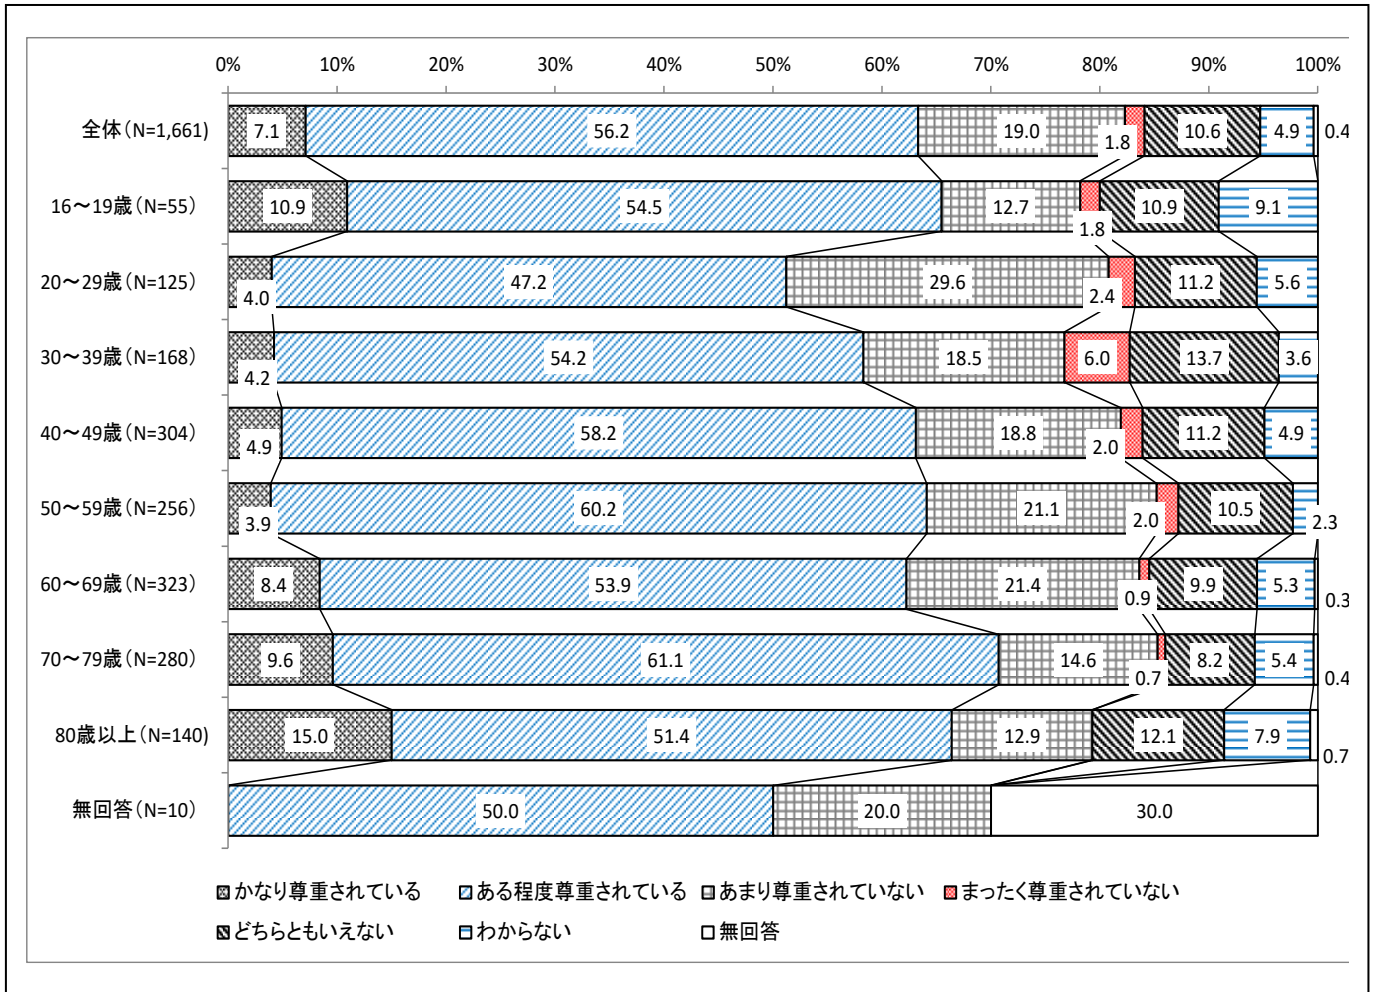 0% 10% 20% 30% 40% 50% 60% 70% 80% 90% 100%
全体(N=1,661) 7.1 56.2 19.0 1.8 10.6 4.9 0.4
16～19歳(N=55) 10.9 54.5 12.7 1.8 10.9 9.1
20～29歳(N=125) 4.0 47.2 29.6 2.4 11.2 5.6
30～39歳(N=168) 4.2 54.2 18.5 6.0 13.7 3.6
40～49歳(N=304) 4.9 58.2 18.8 2.0 11.2 4.9
50～59歳(N=256) 3.9 60.2 21.1 2.0 10.5 2.3
60～69歳(N=323) 8.4 53.9 21.4 0.9 9.9 5.3 0.3
70～79歳(N=280) 9.6 61.1 14.6 0.7 8.2 5.4 0.4
80歳以上(N=140) 15.0 51.4 12.9 12.1 7.9 0.7
無回答(N=10) 50.0 20.0 30.0
かなり尊重されている ある程度尊重されている あまり尊重されていない まったく尊重されていない
どちらともいえない わからない 無回答